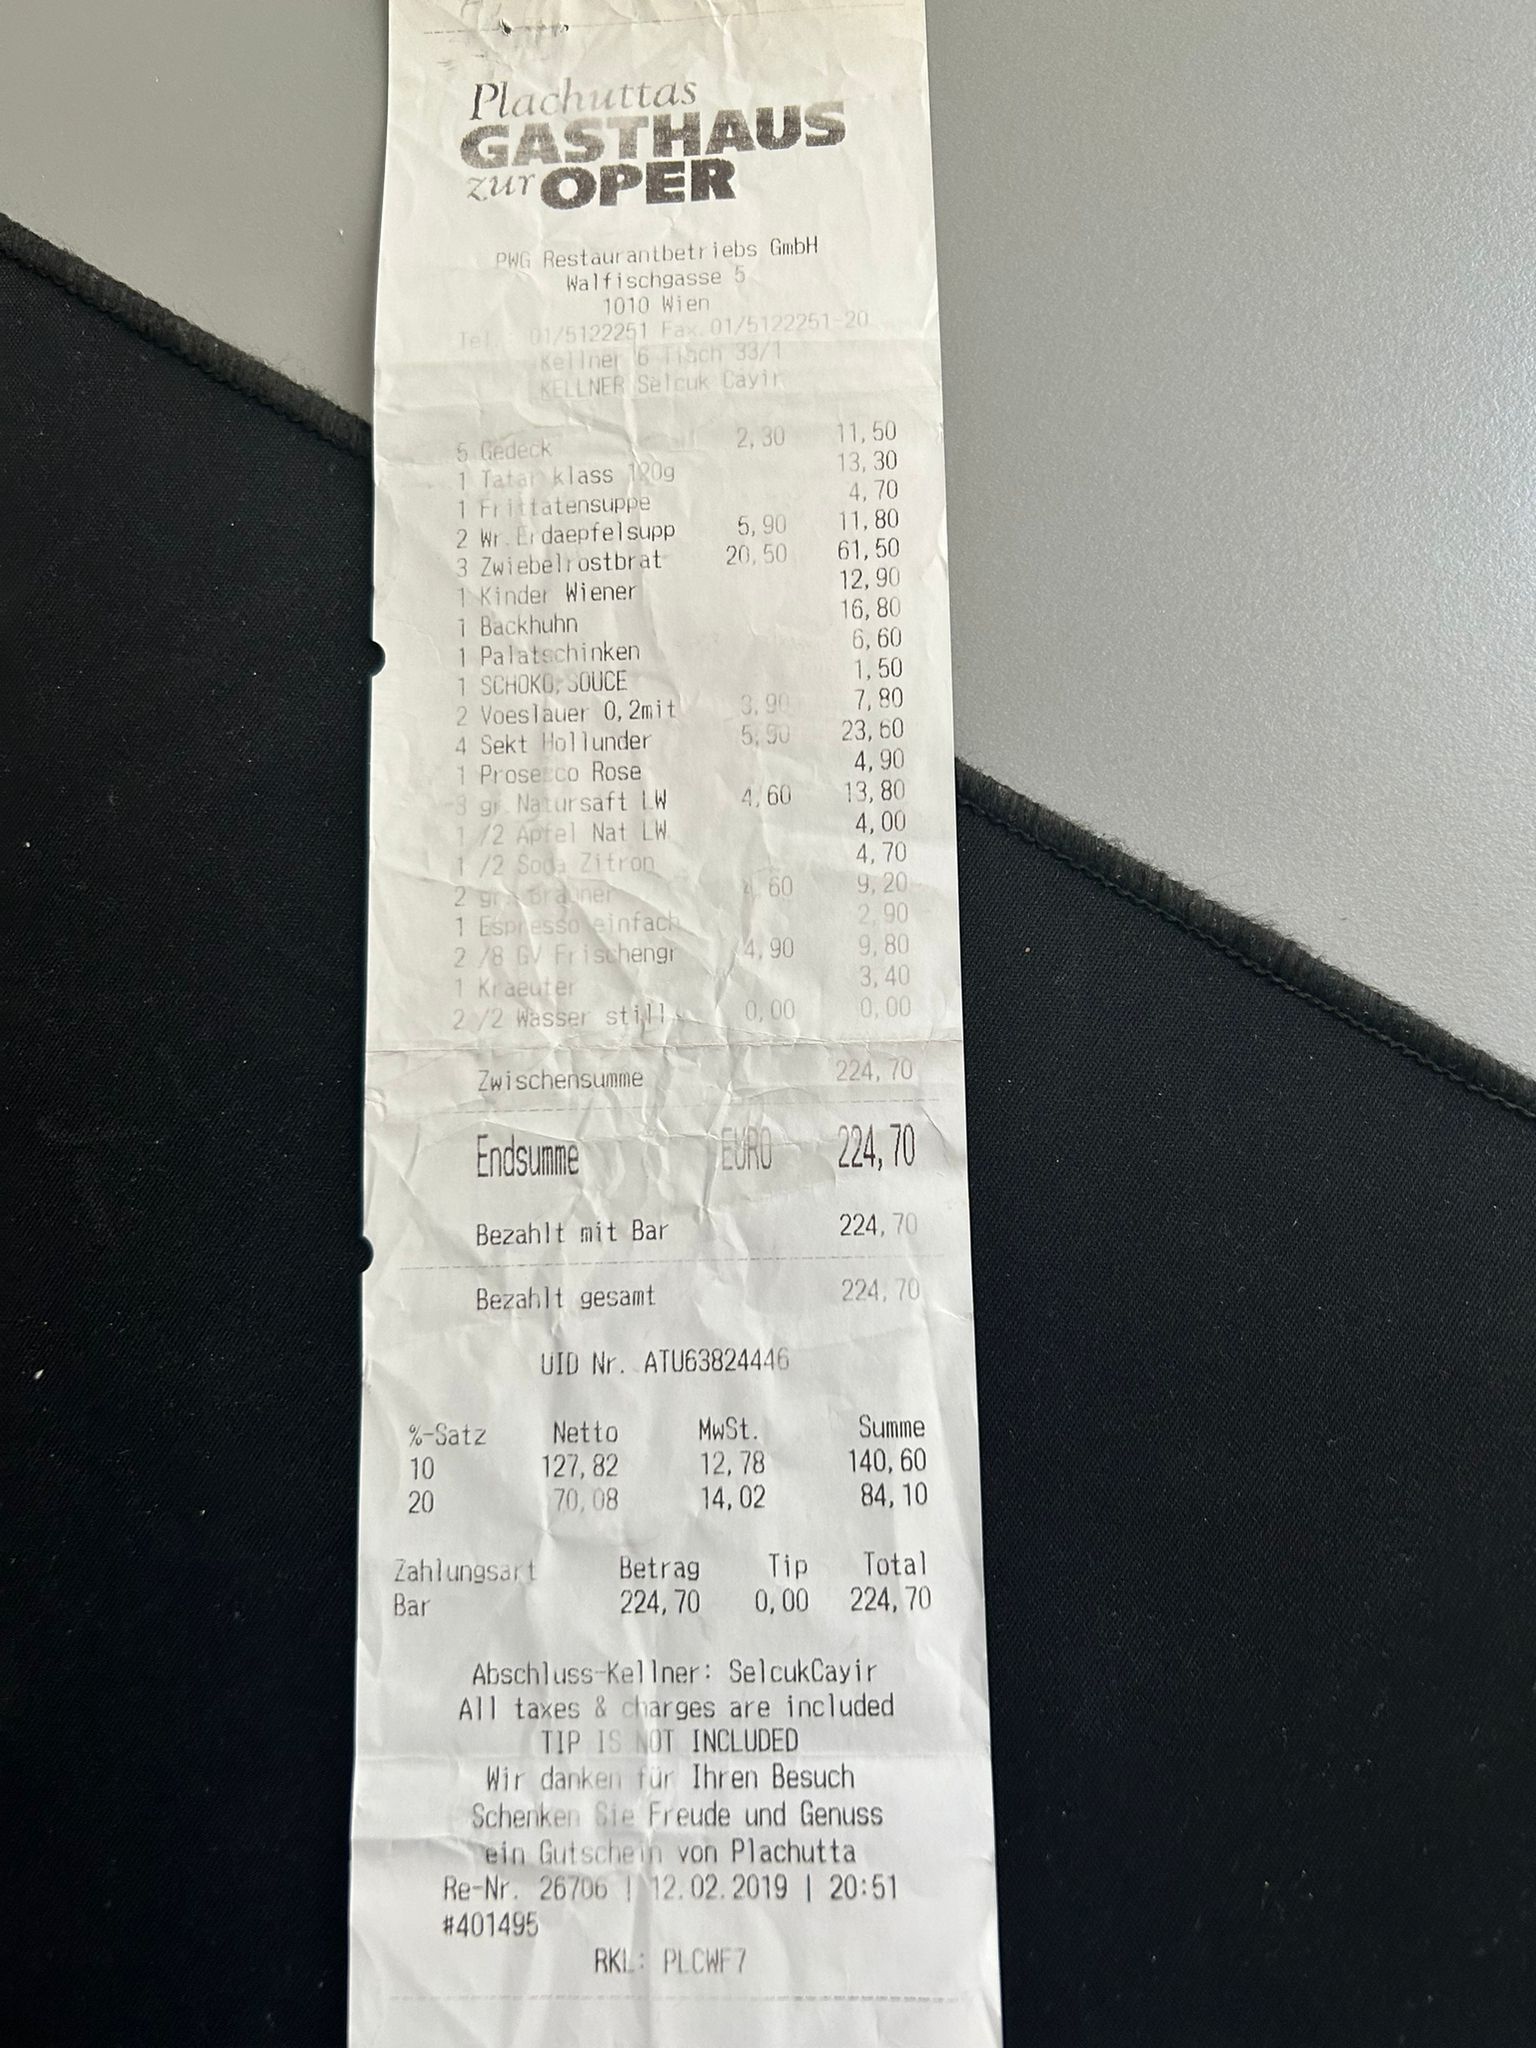 Plachuttas
GASTHAUS
zur OPER
PWG Restaurantbetriebs GmbH
Walfischgasse 5
1010 Wien
Tel. : 01/5122251 Fax.01/5122251-20
Kellner 6 Tisch 33/1
KELLNER Selcuk Cayir
5 Gedeck 2,30 11,50
1 Tatar klass 120g 13,30
1 Frittatensuppe 4,70
2 Wr.Erdaepfelsupp 5,90 11,80
3 Zwiebelrostbrat 20,50 61,50
1 Kinder Wiener 12,90
1 Backhuhn 16,80
1 Palatschinken 6,60
1 SCHOKO,SOUCE 1,50
2 Voeslauer 0,2mit 3,90 7,80
4 Sekt Hollunder 5,90 23,60
1 Prosecco Rose 4,90
3 gr.Natursaft LW 4,60 13,80
1 /2 Apfel Nat LW 4,00
1 /2 Soda Zitron 4,70
2 gr. Brauner 4,60 9,20
1 Espresso einfach 2,90
2 /8 GV Frischengr 4,90 9,80
1 Kraeuter 3,40
2 /2 Wasser still 0,00 0,00
Zwischensumme 224,70
Endsumme EURO 224,70
Bezahlt mit Bar 224,70
Bezahlt gesamt 224,70
UID Nr. ATU63824446
%-Satz Netto MwSt. Summe
10 127,82 12,78 140,60
20 70,08 14,02 84,10
Zahlungsart Betrag Tip Total
Bar 224,70 0,00 224,70
Abschluss-Kellner: SelcukCayir
All taxes & charges are included
TIP IS NOT INCLUDED
Wir danken für Ihren Besuch
Schenken Sie Freude und Genuss
ein Gutschein von Plachutta
Re-Nr. 26706 | 12.02.2019 | 20:51
#401495
RKL: PLCWF7